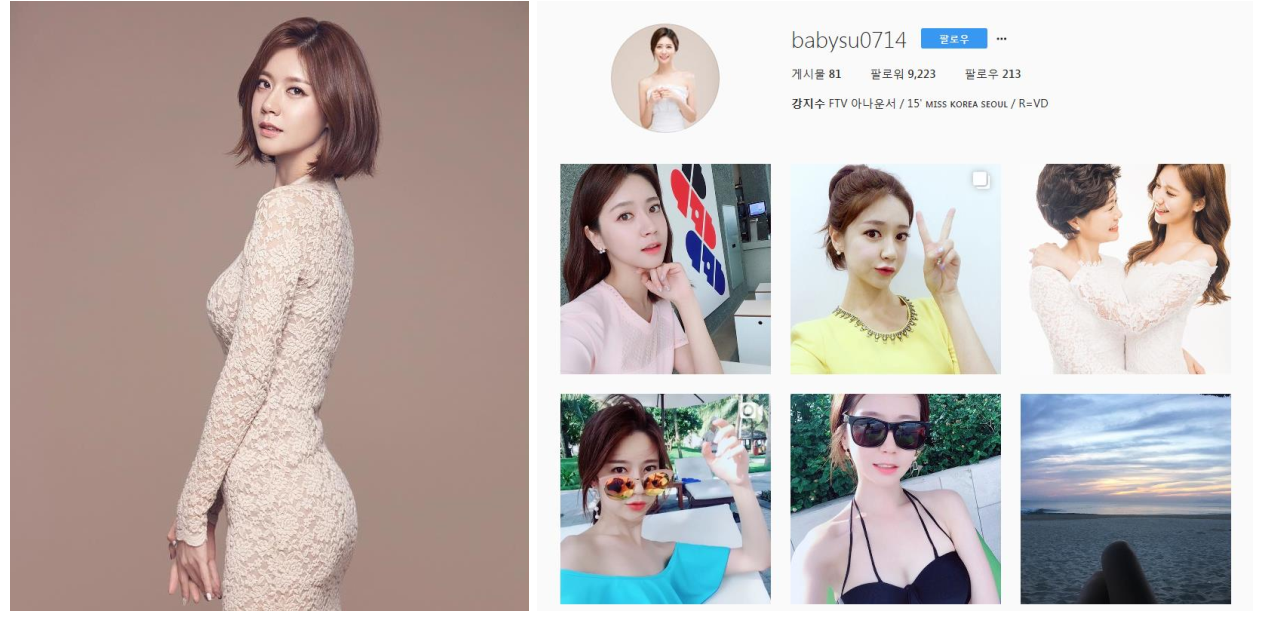 babysu0714 팔로우 •••
게시물 81 팔로워 9,223 팔로우 213
강지수 FTV 아나운서 / 15' MISS KOREA SEOUL / R=VD